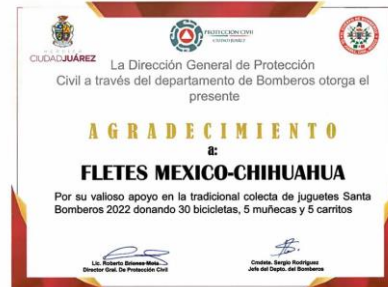 CIUDADJUÁREZ
PROTECCIÓN CIVIL
CIUDAD JUÁREZ
La Dirección General de Protección
Civil a través del departamento de Bomberos otorga el
presente
AGRADECIMIENTO
a:
FLETES MEXICO-CHIHUAHUA
Por su valioso apoyo en la tradicional colecta de juguetes Santa
Bomberos 2022 donando 30 bicicletas, 5 muñecas y 5 carritos
Lic. Roberto Briones Mota
Director Gral. De Protección Civil
Cmdete. Sergio Rodríguez
Jefe del Depto. del Bomberos